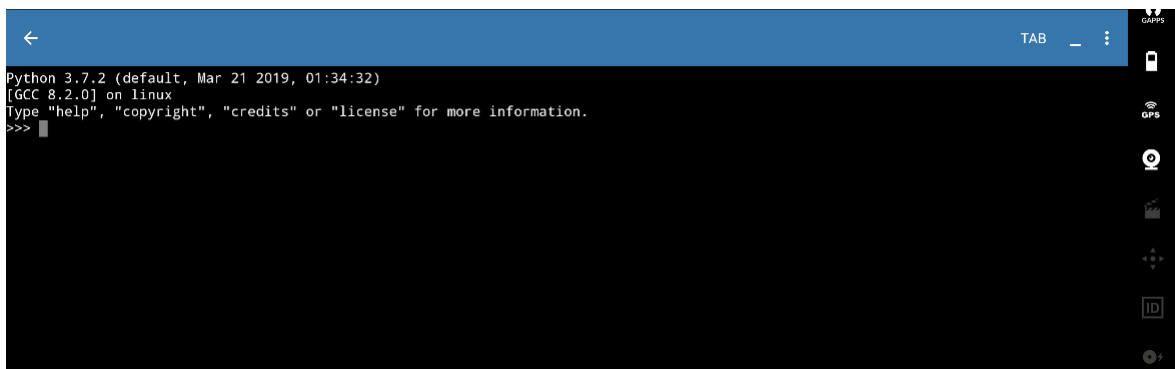 GAPPS
TAB
Python 3.7.2 (default, Mar 21 2019, 01:34:32)
[GCC 8.2.0] on linux
Type "help", "copyright", "credits" or "license" for more information.
>>>
GPS
ID